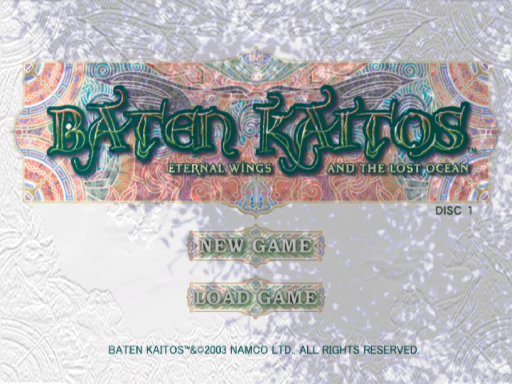 BATEN KAITOS™
ETERNAL WINGS AND THE LOST OCEAN
DISC 1
NEW GAME
LOAD GAME
BATEN KAITOS™&©2003 NAMCO LTD., ALL RIGHTS RESERVED.